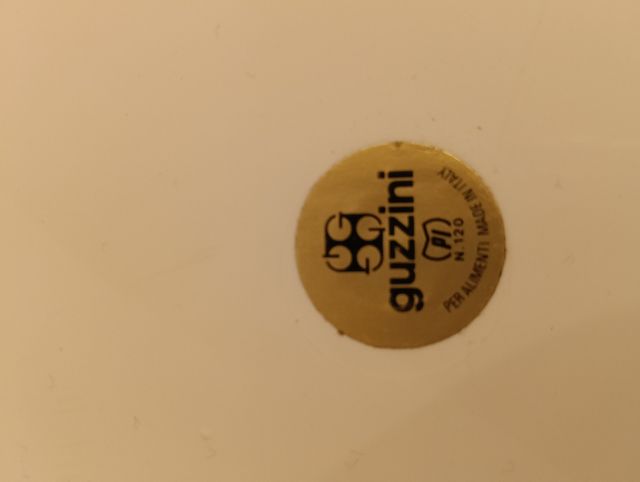 guzzini
PI
N.120
PER ALIMENTI MADE IN ITALY